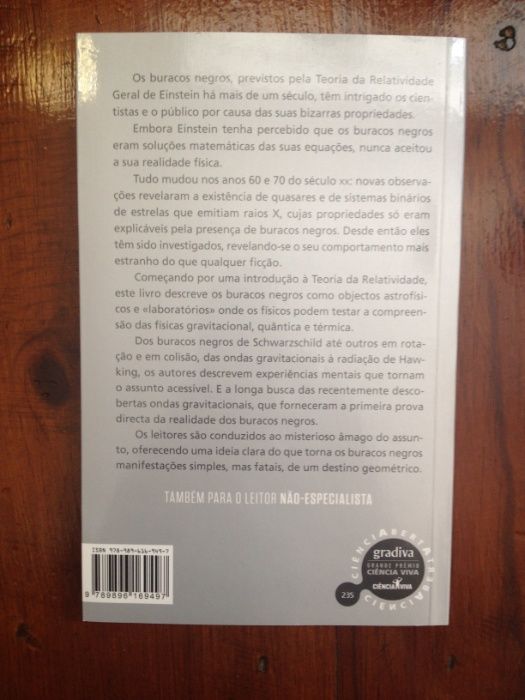 Os buracos negros, previstos pela Teoria da Relatividade
Geral de Einstein há mais de um século, têm intrigado os cien-
tistas e o público por causa das suas bizarras propriedades.
Embora Einstein tenha percebido que os buracos negros
eram soluções matemáticas das suas equações, nunca aceitou
a sua realidade física.
Tudo mudou nos anos 60 e 70 do século XX: novas observa-
ções revelaram a existência de quasares e de sistemas binários
de estrelas que emitiam raios X, cujas propriedades só eram
explicáveis pela presença de buracos negros. Desde então eles
têm sido investigados, revelando-se o seu comportamento mais
estranho do que qualquer ficção.
Começando por uma introdução à Teoria da Relatividade,
este livro descreve os buracos negros como objectos astrofísi-
cos e «laboratórios» onde os físicos podem testar a compreen-
são das físicas gravitacional, quântica e térmica.
Dos buracos negros de Schwarzschild até outros em rota-
ção e em colisão, das ondas gravitacionais à radiação de Haw-
king, os autores descrevem experiências mentais que tornam
o assunto acessível. E a longa busca das recentemente desco-
bertas ondas gravitacionais, que forneceram a primeira prova
directa da realidade dos buracos negros.
Os leitores são conduzidos ao misterioso âmago do assun-
to, oferecendo uma ideia clara do que torna os buracos negros
manifestações simples, mas fatais, de um destino geométrico.
TAMBÉM PARA O LEITOR NÃO-ESPECIALISTA
ISBN 978-989-616-949-7
9 789896 169497
CIÊNCIA ABERTA
gradiva
GRANDE PRÉMIO
CIÊNCIA VIVA
CIÊNCIA VIVA
235